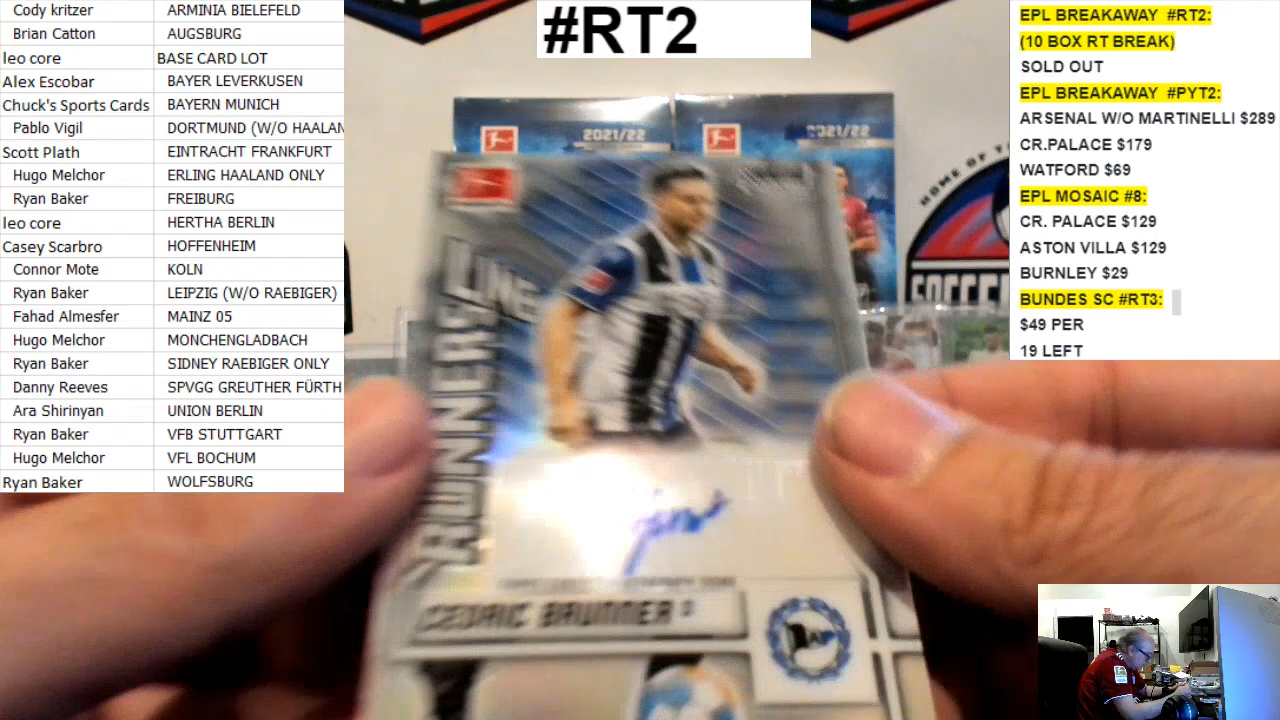 Cody kritzer ARMINIA BIELEFELD
Brian Catton AUGSBURG
leo core BASE CARD LOT
Alex Escobar BAYER LEVERKUSEN
Chuck's Sports Cards BAYERN MUNICH
Pablo Vigil DORTMUND (W/O HAALAN
Scott Plath EINTRACHT FRANKFURT
Hugo Melchor ERLING HAALAND ONLY
Ryan Baker FREIBURG
leo core HERTHA BERLIN
Casey Scarbro HOFFENHEIM
Connor Mote KOLN
Ryan Baker LEIPZIG (W/O RAEBIGER)
Fahad Almesfer MAINZ 05
Hugo Melchor MONCHENGLADBACH
Ryan Baker SIDNEY RAEBIGER ONLY
Danny Reeves SPVGG GREUTHER FÜRTH
Ara Shirinyan UNION BERLIN
Ryan Baker VFB STUTTGART
Hugo Melchor VFL BOCHUM
Ryan Baker WOLFSBURG
#RT2
2021/22
2021/22
HOME OF
SOCCER
LINE
RUNNER
CEDRIC BRUNNER
EPL BREAKAWAY #RT2:
(10 BOX RT BREAK)
SOLD OUT
EPL BREAKAWAY #PYT2:
ARSENAL W/O MARTINELLI $289
CR.PALACE $179
WATFORD $69
EPL MOSAIC #8:
CR. PALACE $129
ASTON VILLA $129
BURNLEY $29
BUNDES SC #RT3:
$49 PER
19 LEFT